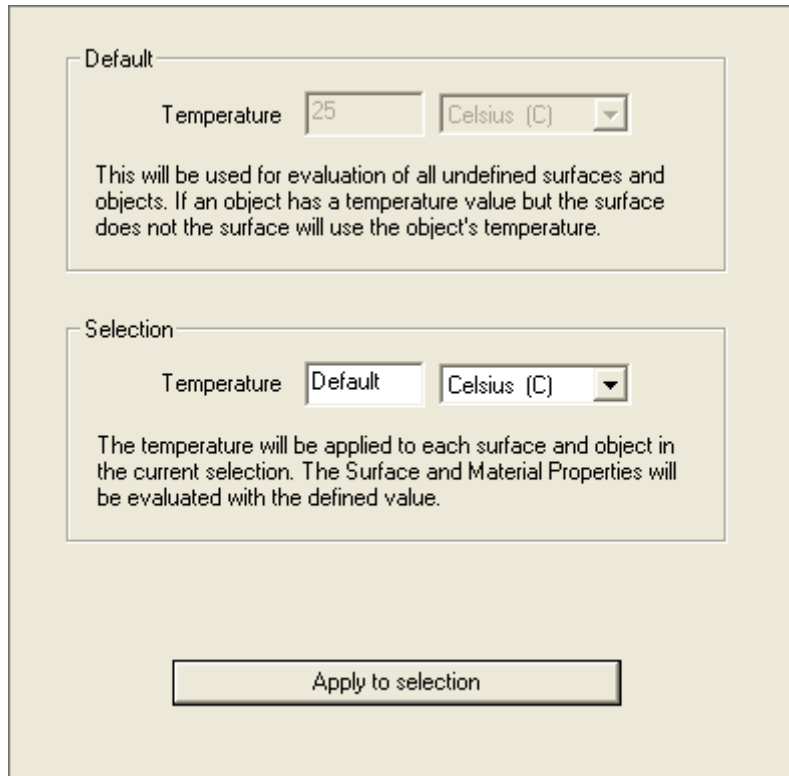 Default
Temperature 25 Celsius (C)
This will be used for evaluation of all undefined surfaces and
objects. If an object has a temperature value but the surface
does not the surface will use the object's temperature.
Selection
Temperature Default Celsius (C)
The temperature will be applied to each surface and object in
the current selection. The Surface and Material Properties will
be evaluated with the defined value.
Apply to selection